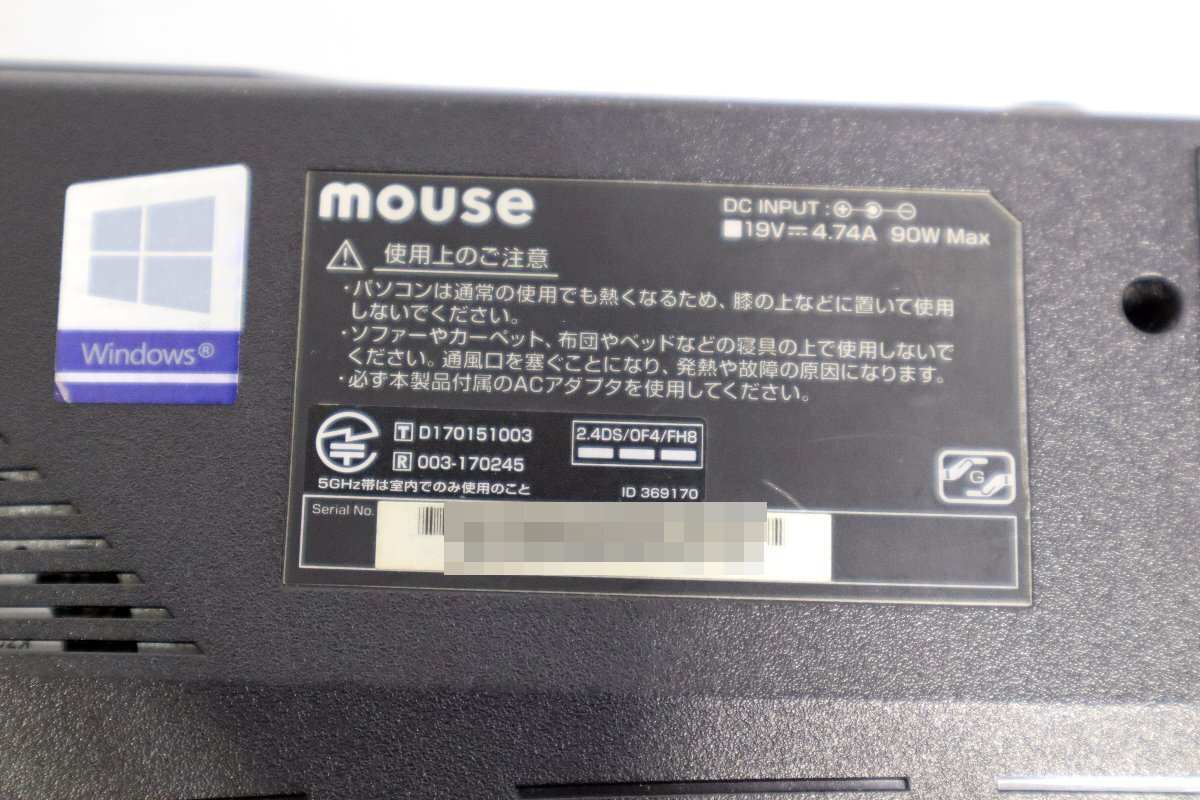 Windows®
mouse
DC INPUT :
19V⎓4.74A 90W Max
使用上のご注意
・パソコンは通常の使用でも熱くなるため、膝の上などに置いて使用
しないでください。
・ソファーやカーペット、布団やベッドなどの寝具の上で使用しないで
ください。通風口を塞ぐことになり、発熱や故障の原因になります。
・必ず本製品付属のACアダプタを使用してください。
T D170151003
R 003-170245
2.4DS/OF4/FH8
5GHz帯は室内でのみ使用のこと
ID 369170
G
Serial No.